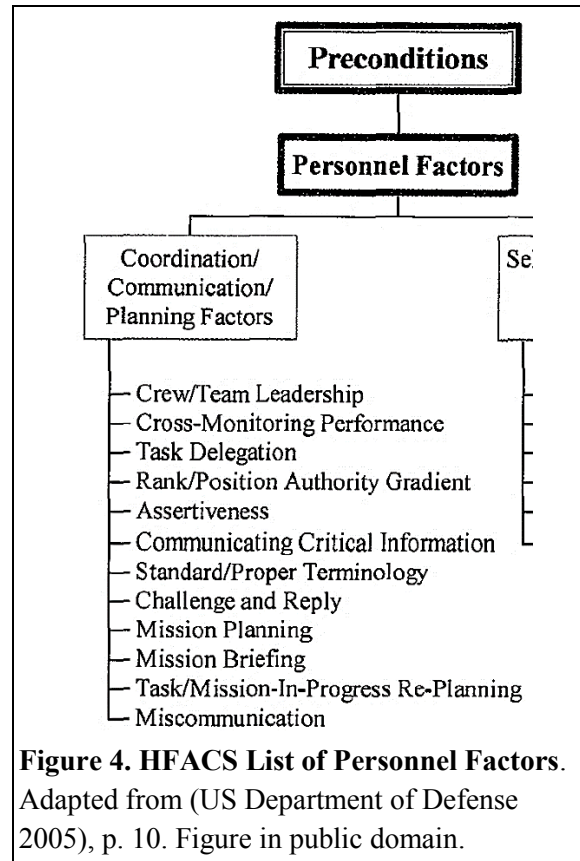 Preconditions
Personnel Factors
Coordination/
Communication/
Planning Factors
Crew/Team Leadership
Cross-Monitoring Performance
Task Delegation
Rank/Position Authority Gradient
Assertiveness
Communicating Critical Information
Standard/Proper Terminology
Challenge and Reply
Mission Planning
Mission Briefing
Task/Mission-In-Progress Re-Planning
Miscommunication
Figure 4. HFACS List of Personnel Factors.
Adapted from (US Department of Defense
2005), p. 10. Figure in public domain.